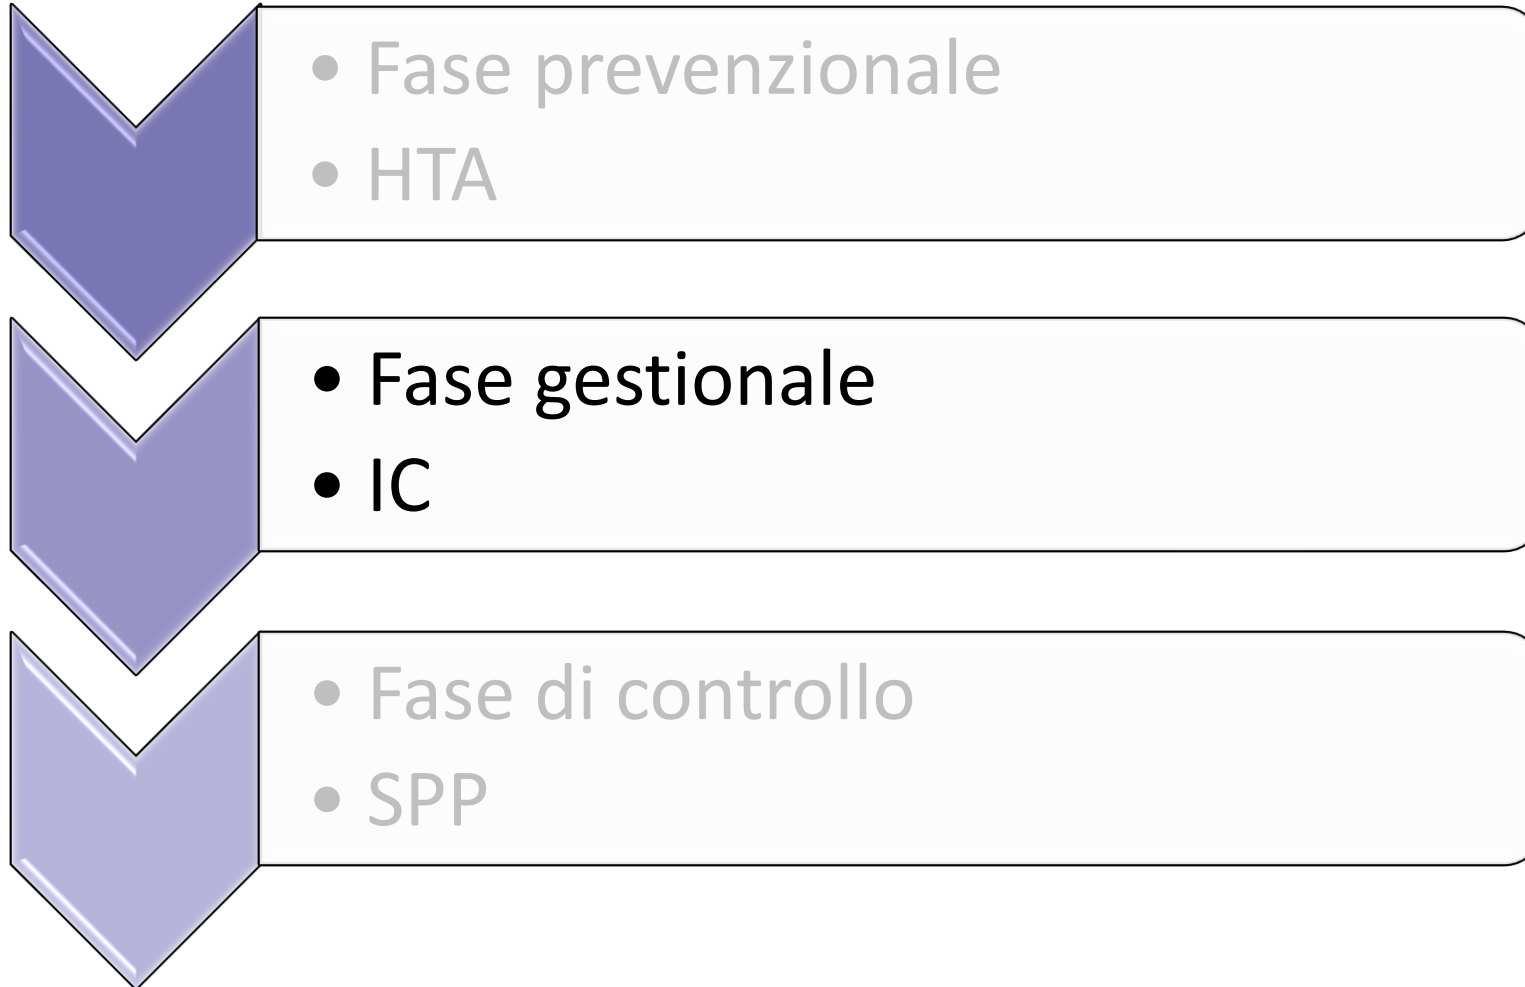 • Fase prevenzionale
• HTA
• Fase gestionale
• IC
• Fase di controllo
• SPP